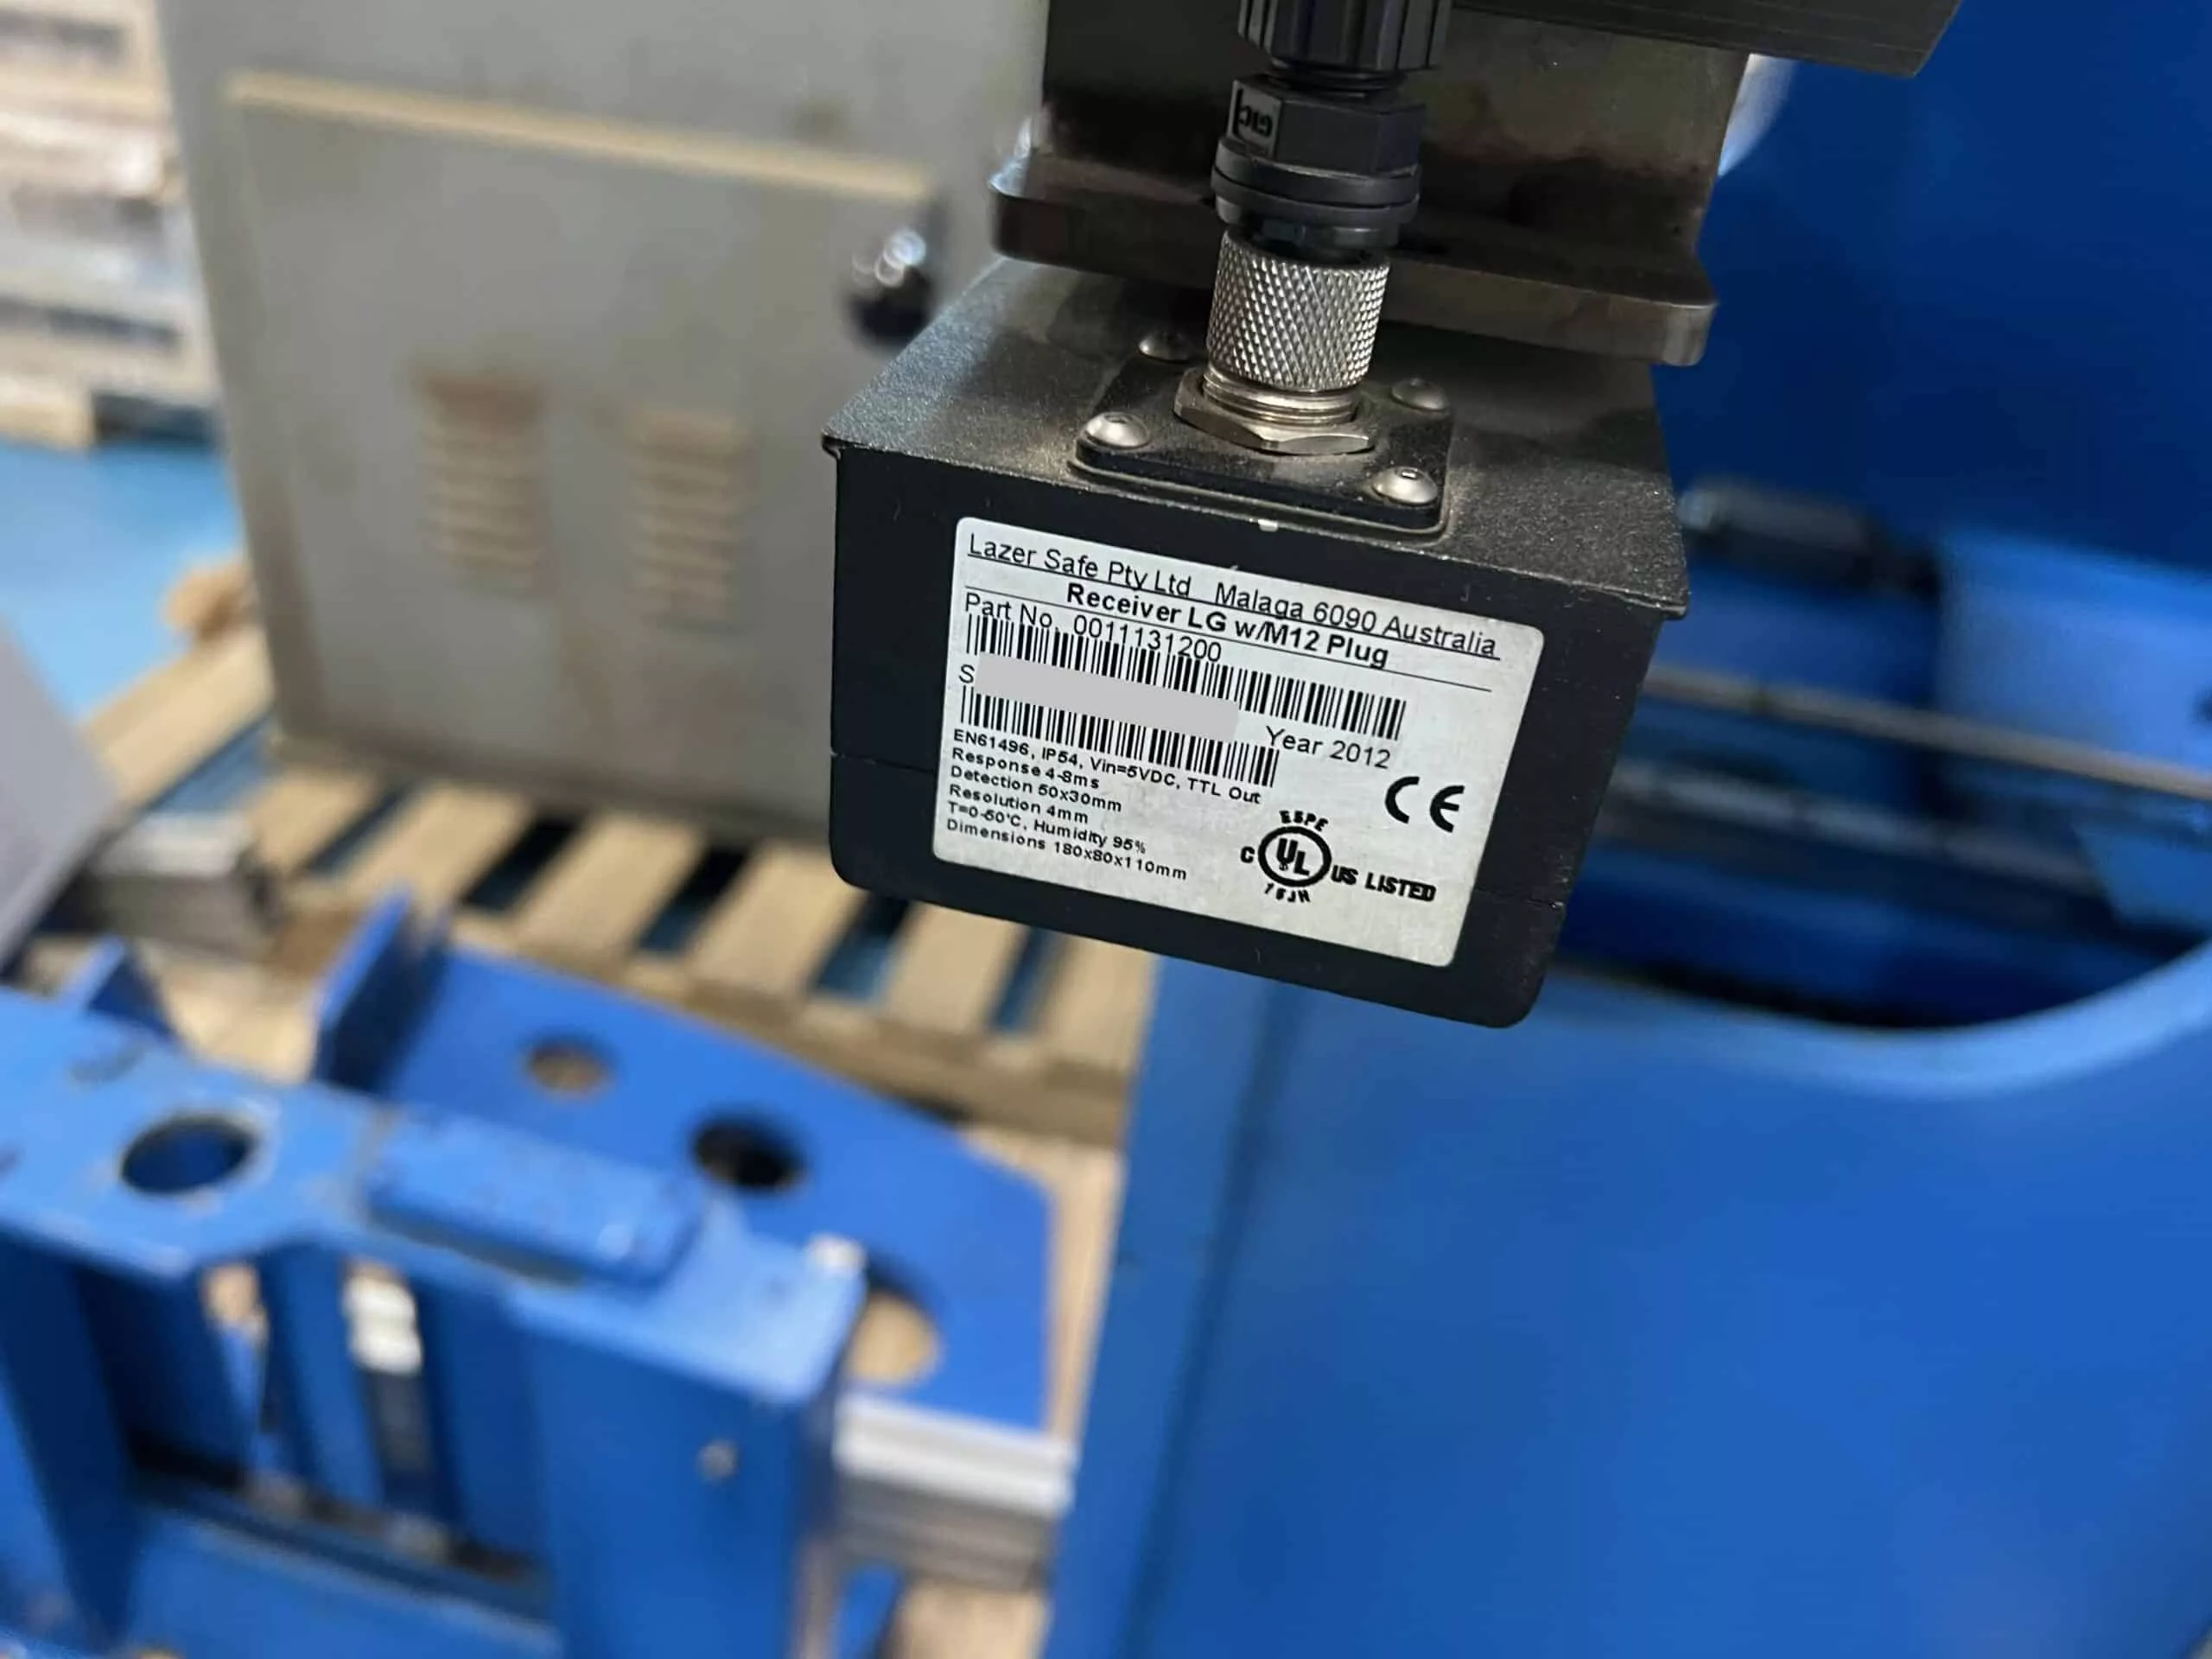 Lazer Safe Pty Ltd Malaga 6090 Australia
Receiver LG w/M12 Plug
Part No. 0011131200
S
Year 2012
EN61496, IP54, Vin=5VDC, TTL Out
Response 4-8ms
Detection 50x30mm
Resolution 4mm
T=0-50°C, Humidity 95%
Dimensions 180x80x110mm
CE
ESPE
C UL US LISTED